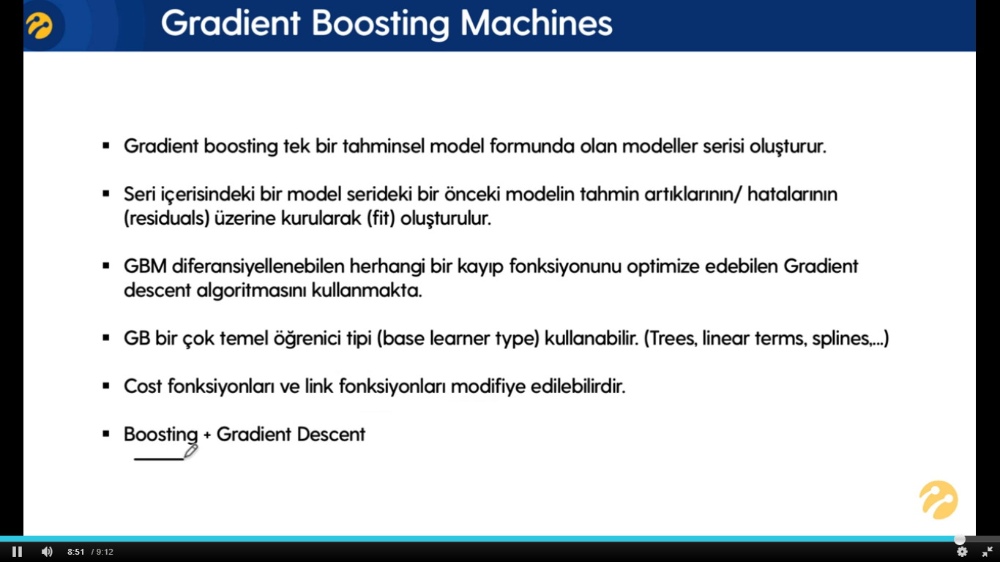 Gradient Boosting Machines
▪ Gradient boosting tek bir tahminsel model formunda olan modeller serisi oluşturur.
▪ Seri içerisindeki bir model serideki bir önceki modelin tahmin artıklarının/ hatalarının
(residuals) üzerine kurularak (fit) oluşturulur.
▪ GBM diferansiyellenebilen herhangi bir kayıp fonksiyonunu optimize edebilen Gradient
descent algoritmasını kullanmakta.
▪ GB bir çok temel öğrenici tipi (base learner type) kullanabilir. (Trees, linear terms, splines,...)
▪ Cost fonksiyonları ve link fonksiyonları modifiye edilebilirdir.
▪ Boosting + Gradient Descent
8:51 / 9:12